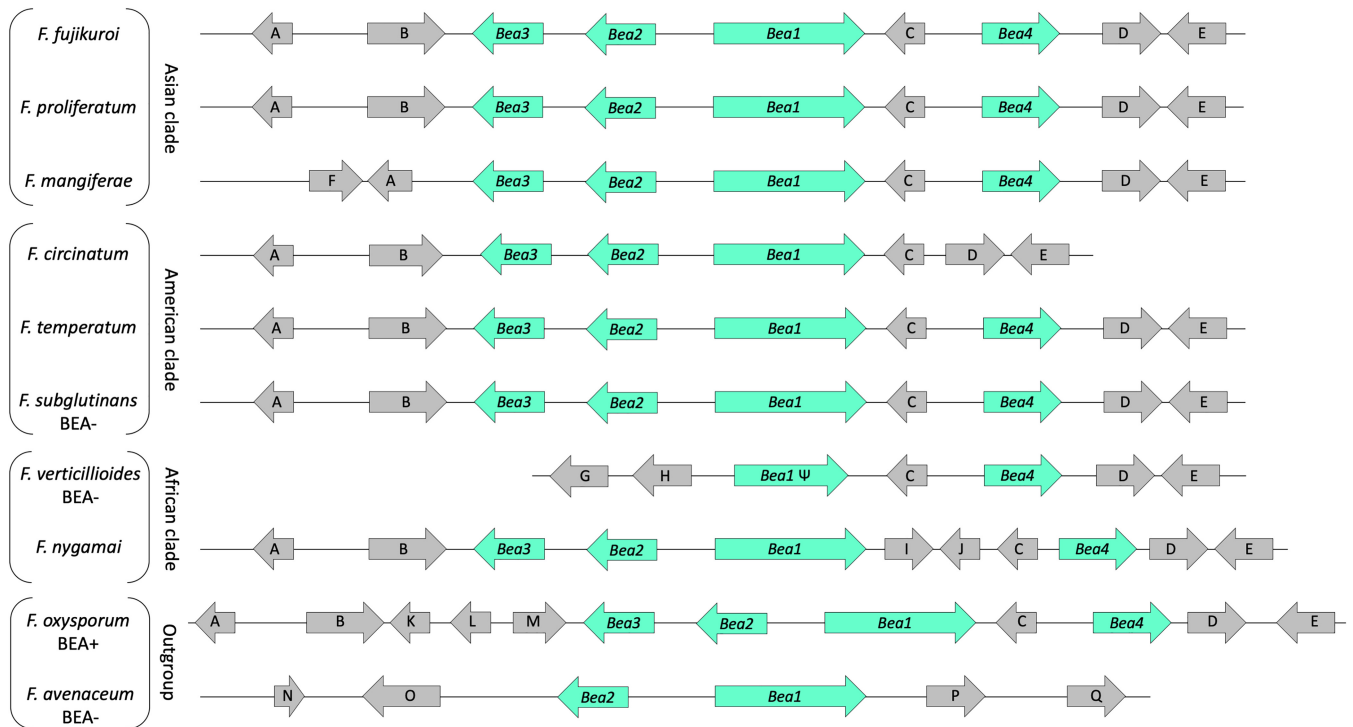 F. fujikuroi A B Bea3 Bea2 Bea1 C Bea4 D E
F. proliferatum A B Bea3 Bea2 Bea1 C Bea4 D E
F. mangiferae F A Bea3 Bea2 Bea1 C Bea4 D E
Asian clade
F. circinatum A B Bea3 Bea2 Bea1 C D E
F. temperatum A B Bea3 Bea2 Bea1 C Bea4 D E
F. subglutinans A B Bea3 Bea2 Bea1 C Bea4 D E
BEA-
American clade
F. verticillioides G H Bea1 Ψ C Bea4 D E
BEA-
F. nygamai A B Bea3 Bea2 Bea1 I J C Bea4 D E
African clade
F. oxysporum A B K L M Bea3 Bea2 Bea1 C Bea4 D E
BEA+
F. avenaceum N O Bea2 Bea1 P Q
BEA-
Outgroup